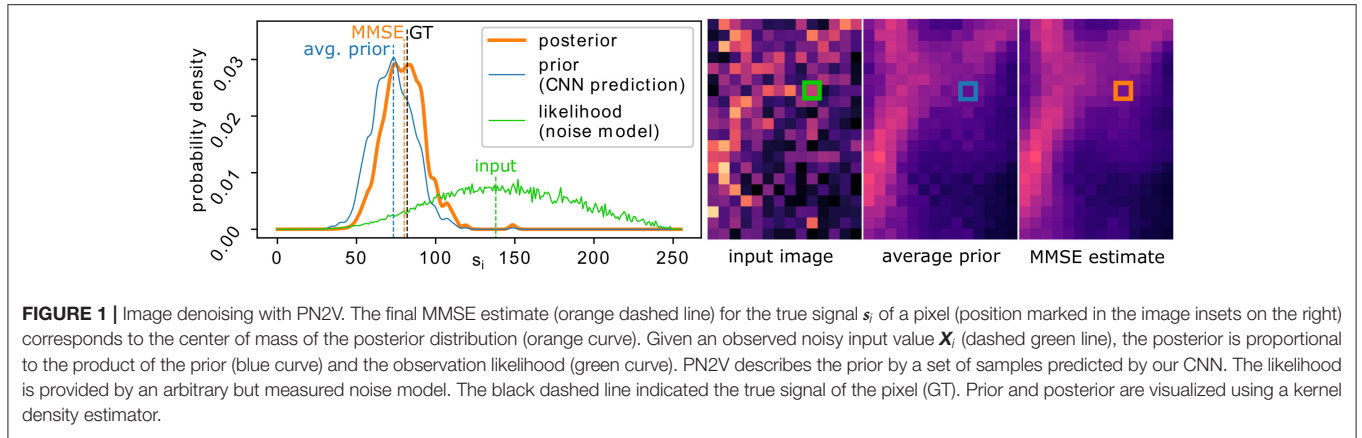 MMSE GT
avg. prior
posterior
prior
(CNN prediction)
likelihood
(noise model)
input
probability density
0.03
0.02
0.01
0.00
0 50 100 150 200 250
s_i
input image average prior MMSE estimate
FIGURE 1 | Image denoising with PN2V. The final MMSE estimate (orange dashed line) for the true signal s_i of a pixel (position marked in the image insets on the right)
corresponds to the center of mass of the posterior distribution (orange curve). Given an observed noisy input value X_i (dashed green line), the posterior is proportional
to the product of the prior (blue curve) and the observation likelihood (green curve). PN2V describes the prior by a set of samples predicted by our CNN. The likelihood
is provided by an arbitrary but measured noise model. The black dashed line indicated the true signal of the pixel (GT). Prior and posterior are visualized using a kernel
density estimator.